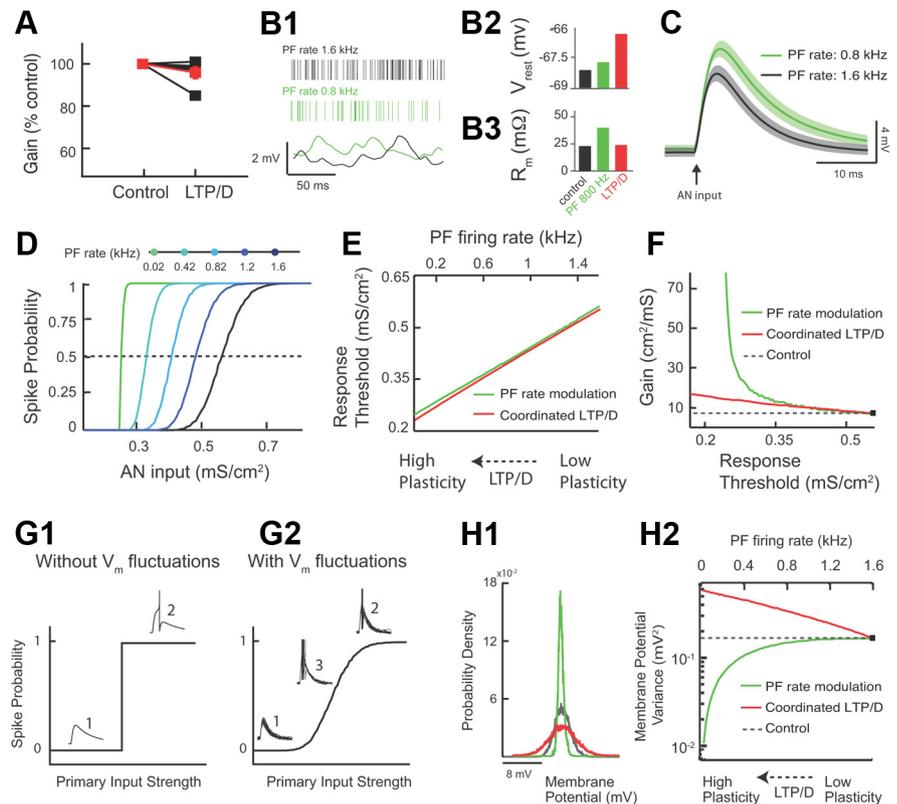 A
Gain (% control)
100
80
60
Control
LTP/D
B1
PF rate 1.6 kHz
PF rate 0.8 kHz
2 mV
50 ms
B2
Vrest (mv)
-66
-67.5
-69
B3
Rm (mΩ)
50
25
0
control
PF 800 Hz
LTP/D
C
PF rate: 0.8 kHz
PF rate: 1.6 kHz
4 mV
10 ms
AN input
D
PF rate (kHz)
0.02 0.42 0.82 1.2 1.6
Spike Probability
1
0.75
0.5
0.25
0
0.3 0.5 0.7
AN input (mS/cm²)
E
PF firing rate (kHz)
0.2 0.6 1 1.4
Response
Threshold (mS/cm²)
0.65
0.5
0.35
0.2
PF rate modulation
Coordinated LTP/D
High
Plasticity
LTP/D
Low
Plasticity
F
Gain (cm²/mS)
70
50
30
10
PF rate modulation
Coordinated LTP/D
Control
0.2 0.35 0.5
Response
Threshold (mS/cm²)
G1
Without Vm fluctuations
Spike Probability
1
0
1
2
Primary Input Strength
G2
With Vm fluctuations
1
0
1
3
2
Primary Input Strength
H1
x10⁻²
Probability Density
18
12
6
8 mV
Membrane
Potential (mV)
H2
PF firing rate (kHz)
0 0.4 0.8 1.2 1.6
Membrane Potential
Variance (mV²)
10⁻¹
10⁻²
PF rate modulation
Coordinated LTP/D
Control
High
Plasticity
LTP/D
Low
Plasticity